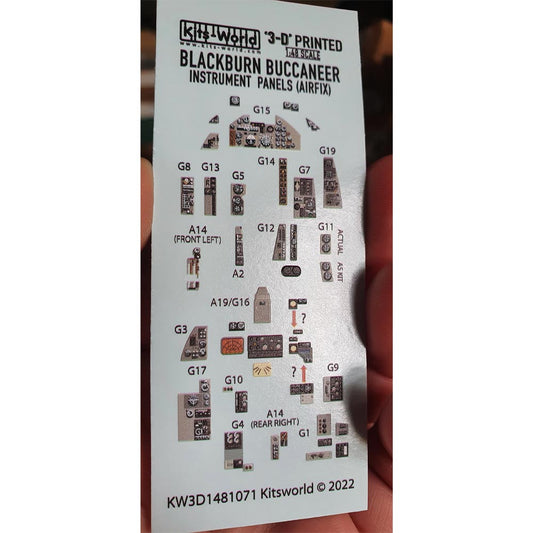 Kits-World "3-D" PRINTED
www.kits-world.com 1:48 SCALE
BLACKBURN BUCCANEER
INSTRUMENT PANELS (AIRFIX)
G15
G14
G19
G8 G13
G5
G7
A14
(FRONT LEFT)
G12
G11
ACTUAL
AS KIT
A2
A19/G16
?
G3
?
G17
G10
G9
A14
(REAR RIGHT)
G4
G1
KW3D1481071 Kitsworld © 2022